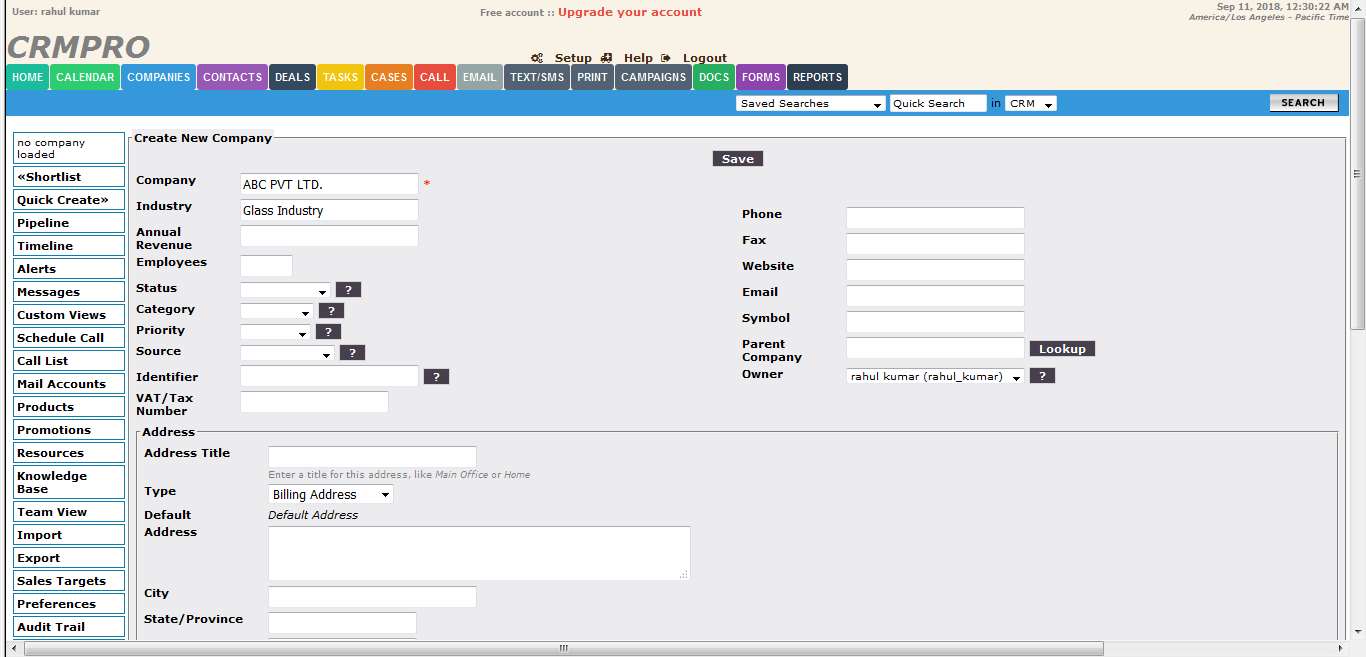 User: rahul kumar
Free account :: Upgrade your account
Sep 11, 2018, 12:30:22 AM
America/Los Angeles - Pacific Time
CRMPRO
Setup Help Logout
HOME CALENDAR COMPANIES CONTACTS DEALS TASKS CASES CALL EMAIL TEXT/SMS PRINT CAMPAIGNS DOCS FORMS REPORTS
Saved Searches Quick Search in CRM SEARCH
no company
loaded
«Shortlist
Quick Create»
Pipeline
Timeline
Alerts
Messages
Custom Views
Schedule Call
Call List
Mail Accounts
Products
Promotions
Resources
Knowledge
Base
Team View
Import
Export
Sales Targets
Preferences
Audit Trail
Create New Company
Save
Company ABC PVT LTD. *
Industry Glass Industry
Annual
Revenue
Employees
Status ?
Category ?
Priority ?
Source ?
Identifier ?
VAT/Tax
Number
Phone
Fax
Website
Email
Symbol
Parent
Company Lookup
Owner rahul kumar (rahul_kumar) ?
Address
Address Title
Enter a title for this address, like Main Office or Home
Type Billing Address
Default Default Address
Address
City
State/Province